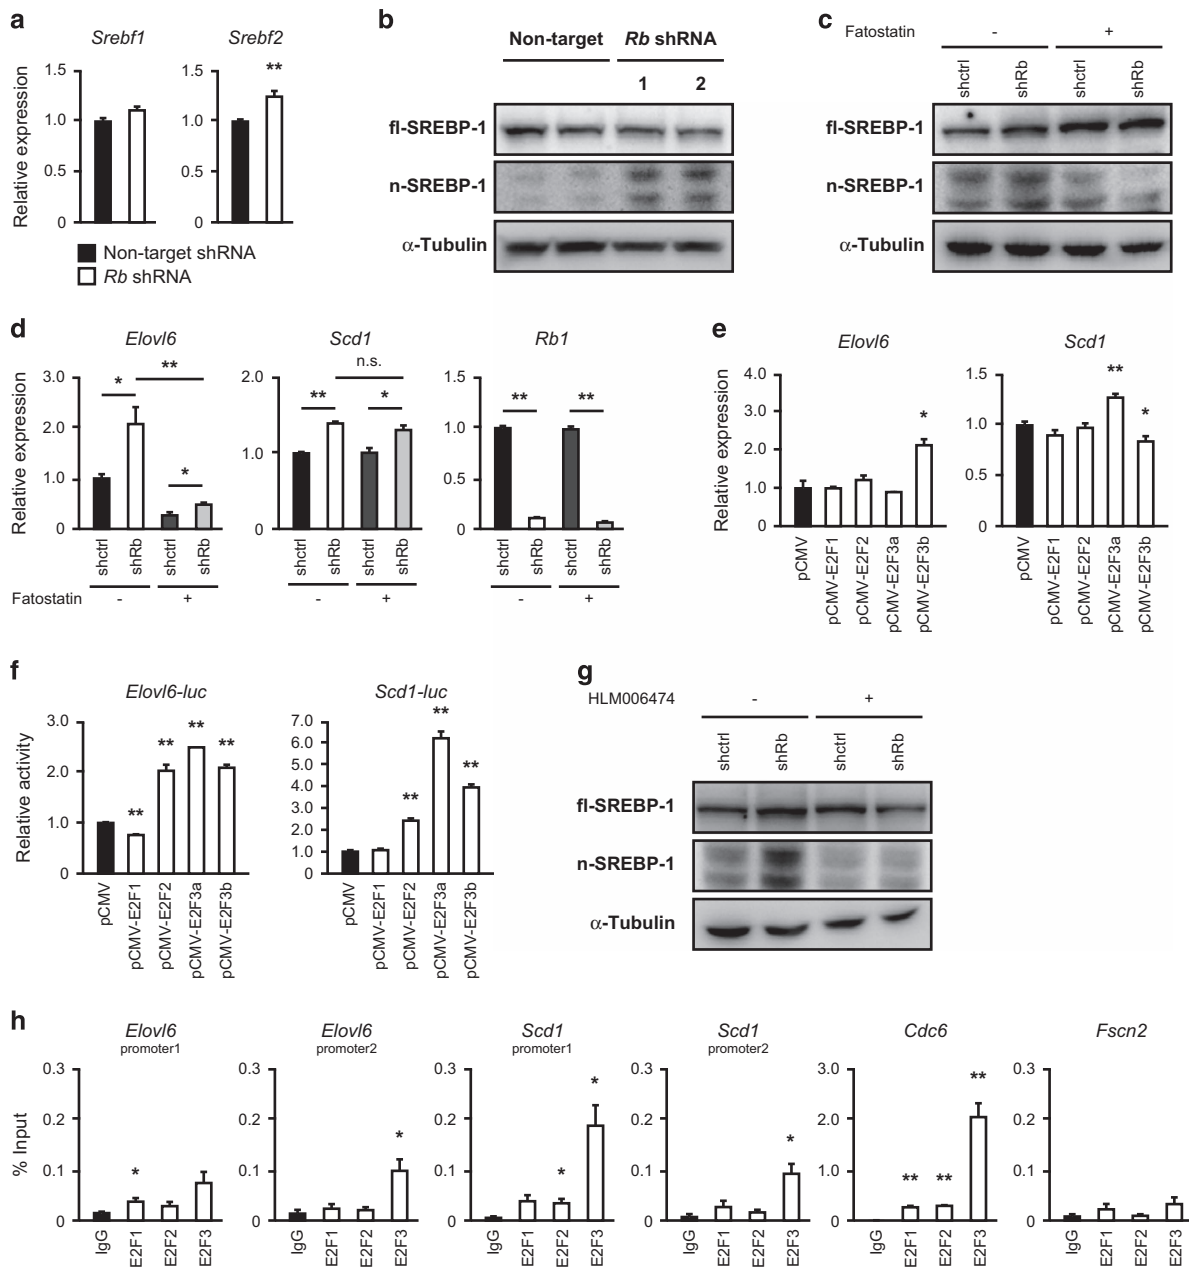 a
Srebf1
Srebf2
Relative expression
1.5
1.0
0.5
0
1.5
1.0
0.5
0
**
Non-target shRNA
Rb shRNA
b
Non-target
Rb shRNA
1 2
fl-SREBP-1
n-SREBP-1
α-Tubulin
c
Fatostatin - +
shctrl shRb shctrl shRb
fl-SREBP-1
n-SREBP-1
α-Tubulin
d
Elovl6
Relative expression
3.0
2.0
1.0
0
* ** *
shctrl shRb shctrl shRb
Fatostatin - +
Scd1
2.0
1.0
0
** n.s. *
shctrl shRb shctrl shRb
- +
Rb1
1.5
1.0
0.5
0
** **
shctrl shRb shctrl shRb
- +
e
Elovl6
Relative expression
4.0
3.0
2.0
1.0
0
*
pCMV pCMV-E2F1 pCMV-E2F2 pCMV-E2F3a pCMV-E2F3b
Scd1
1.5
1.0
0.5
0
** *
pCMV pCMV-E2F1 pCMV-E2F2 pCMV-E2F3a pCMV-E2F3b
f
Elovl6-luc
Relative activity
3.0
2.0
1.0
0
** ** ** **
pCMV pCMV-E2F1 pCMV-E2F2 pCMV-E2F3a pCMV-E2F3b
Scd1-luc
7.0
6.0
5.0
4.0
3.0
2.0
1.0
0
** ** **
pCMV pCMV-E2F1 pCMV-E2F2 pCMV-E2F3a pCMV-E2F3b
g
HLM006474 - +
shctrl shRb shctrl shRb
fl-SREBP-1
n-SREBP-1
α-Tubulin
h
Elovl6
promoter1
% Input
0.3
0.2
0.1
0
*
IgG E2F1 E2F2 E2F3
Elovl6
promoter2
0.3
0.2
0.1
0
*
IgG E2F1 E2F2 E2F3
Scd1
promoter1
0.3
0.2
0.1
0
* *
IgG E2F1 E2F2 E2F3
Scd1
promoter2
0.3
0.2
0.1
0
*
IgG E2F1 E2F2 E2F3
Cdc6
3.0
2.0
1.0
0
** ** **
IgG E2F1 E2F2 E2F3
Fscn2
0.3
0.2
0.1
0
IgG E2F1 E2F2 E2F3